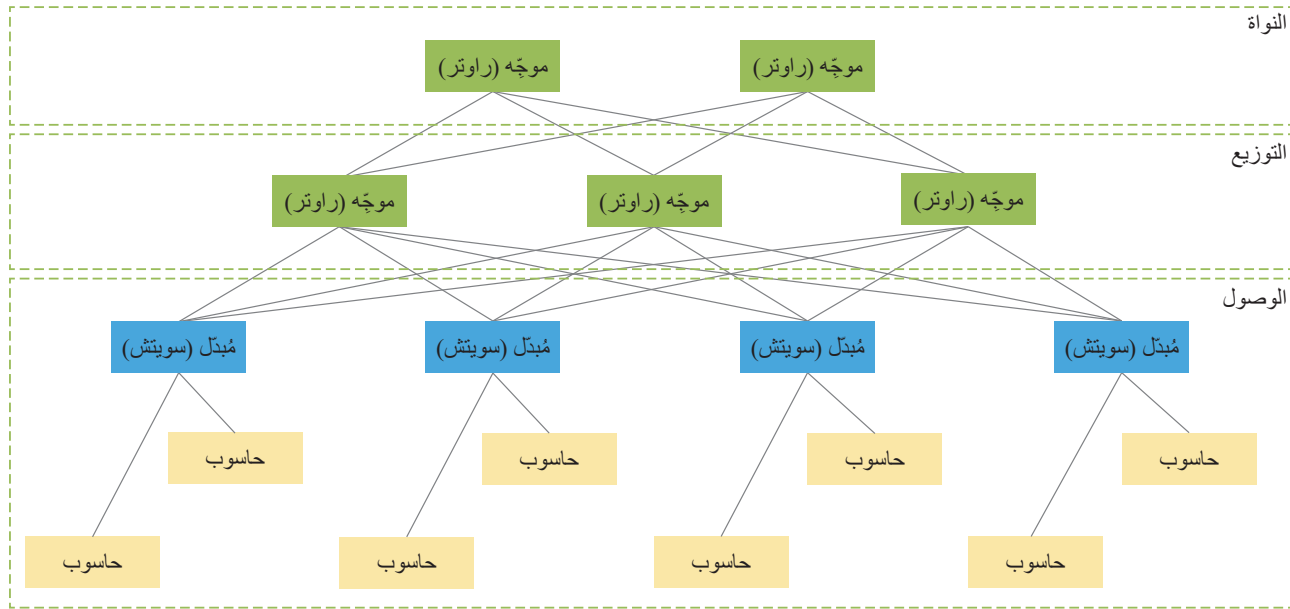 النواة
موجِّه (راوتر)
موجِّه (راوتر)
التوزيع
موجِّه (راوتر)
موجِّه (راوتر)
موجِّه (راوتر)
الوصول
مُبدّل (سويتش)
مُبدّل (سويتش)
مُبدّل (سويتش)
مُبدّل (سويتش)
حاسوب
حاسوب
حاسوب
حاسوب
حاسوب
حاسوب
حاسوب
حاسوب